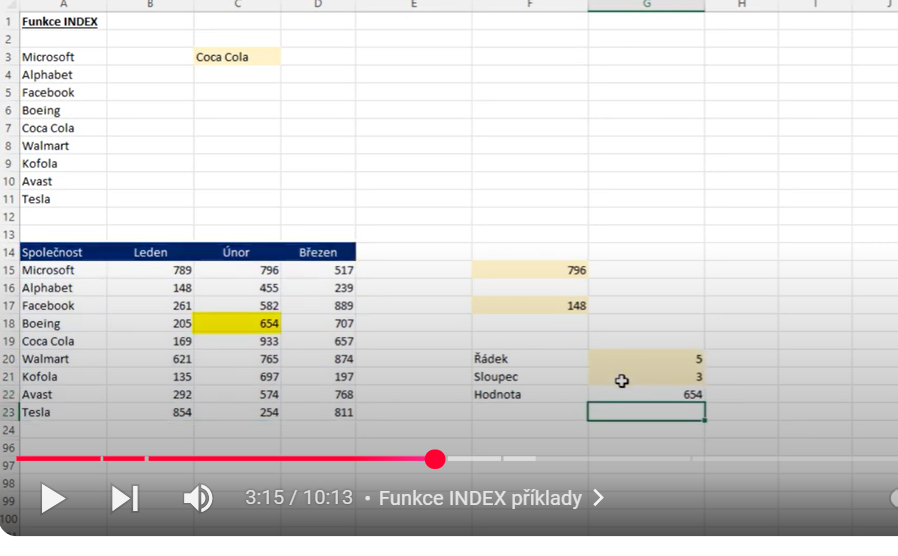 A B C D E F G H I J
1 Funkce INDEX
2
3 Microsoft Coca Cola
4 Alphabet
5 Facebook
6 Boeing
7 Coca Cola
8 Walmart
9 Kofola
10 Avast
11 Tesla
12
13
14 Společnost Leden Únor Březen
15 Microsoft 789 796 517 796
16 Alphabet 148 455 239
17 Facebook 261 582 889 148
18 Boeing 205 654 707
19 Coca Cola 169 933 657
20 Walmart 621 765 874 Řádek 5
21 Kofola 135 697 197 Sloupec 3
22 Avast 292 574 768 Hodnota 654
23 Tesla 854 254 811
24
96
97
98
99
100
3:15 / 10:13 • Funkce INDEX příklady